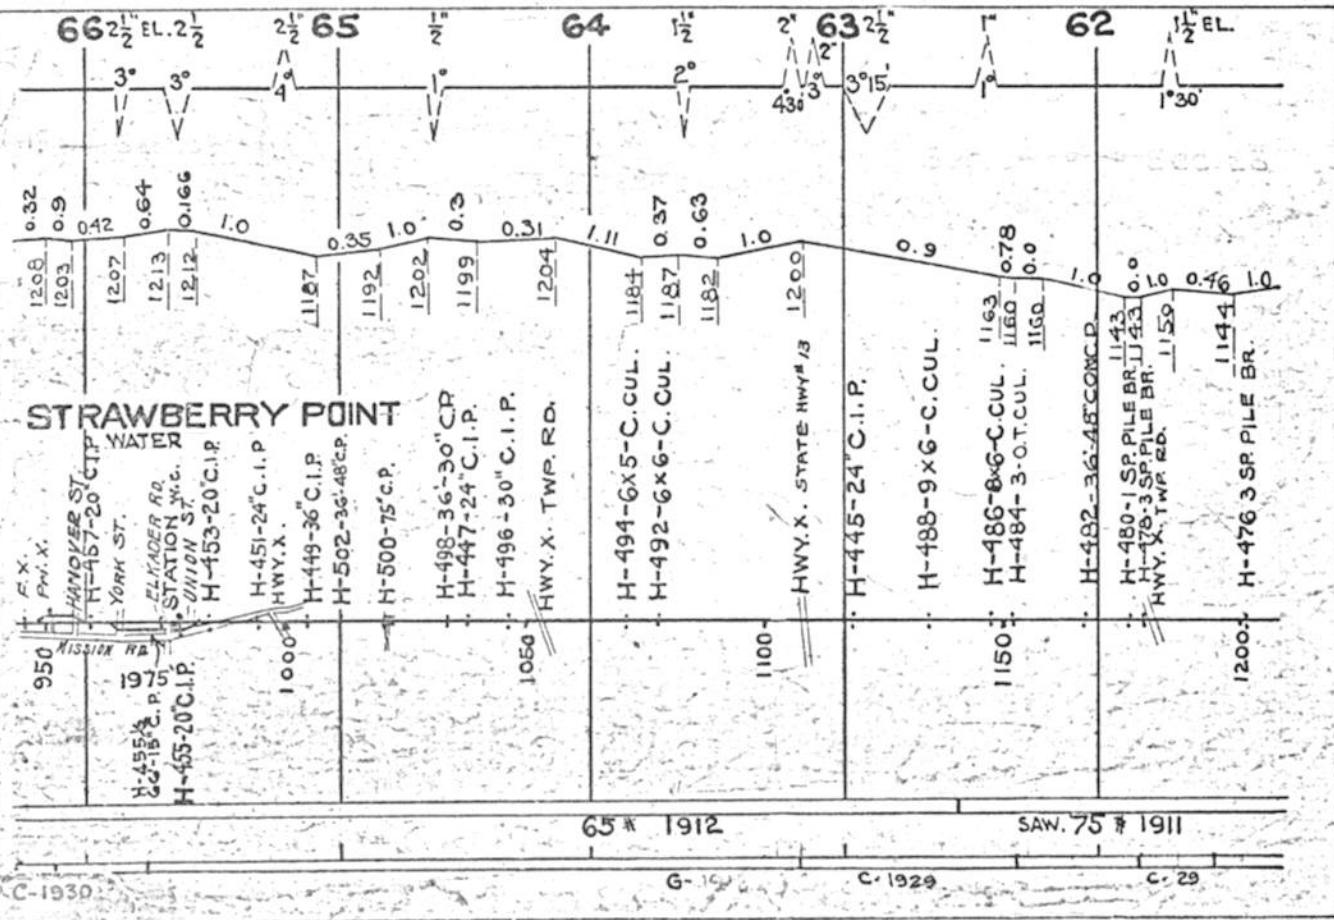 66 2½" EL. 2½ 2½" 65 ½" 64 1½" 2" 63 2½" 1" 62 1½" EL.
2"
3° 3° 4° 1° 2° 4°30' 3° 3°15' 1° 1°30'
0.32 0.9 0.42 0.64 0.166 1.0 0.35 1.0 0.3 0.31 1.11 0.37 0.63 1.0 0.9 0.78 0.0 1.0 0.0 1.0 0.46 1.0
1208 1203 1207 1213 1212 1187 1192 1202 1199 1204 1184 1187 1182 1200 1163 1160 1160 1143 1143 1150 1144
STRAWBERRY POINT
WATER
F.X.
Pri. X.
HANOVER ST.
H-457-20" C.I.P.
YORK ST.
ELKADER RD.
STATION W.C.
UNION ST.
H-453-20" C.I.P.
H-451-24" C.I.P.
HWY. X.
H-449-36" C.I.P.
H-502-36'-48" C.P.
H-500-75' C.P.
H-498-36'-30" C.P.
H-447-24" C.I.P.
H-496-30" C.I.P.
HWY. X. TWP. RD.
H-494-6X5-C.CUL.
H-492-6X6-C.CUL.
HWY. X. STATE HWY # 13
H-445-24" C.I.P.
H-488-9X6-C.CUL.
H-486-8X6-C.CUL.
H-484-3-O.T.CUL.
H-482-36'-48" CONC.P.
H-480-1 SP. PILE BR.
H-478-3 SP. PILE BR.
HWY. X. TWP. RD.
H-476 3 SP. PILE BR.
MISSION RD.
950 1975' 1000 1050 1100 1150 1200
H-455½
66'-15" C.P.
H-455-20" C.I.P.
65 # 1912 SAW. 75 # 1911
C-1930 G- C-1929 C-29